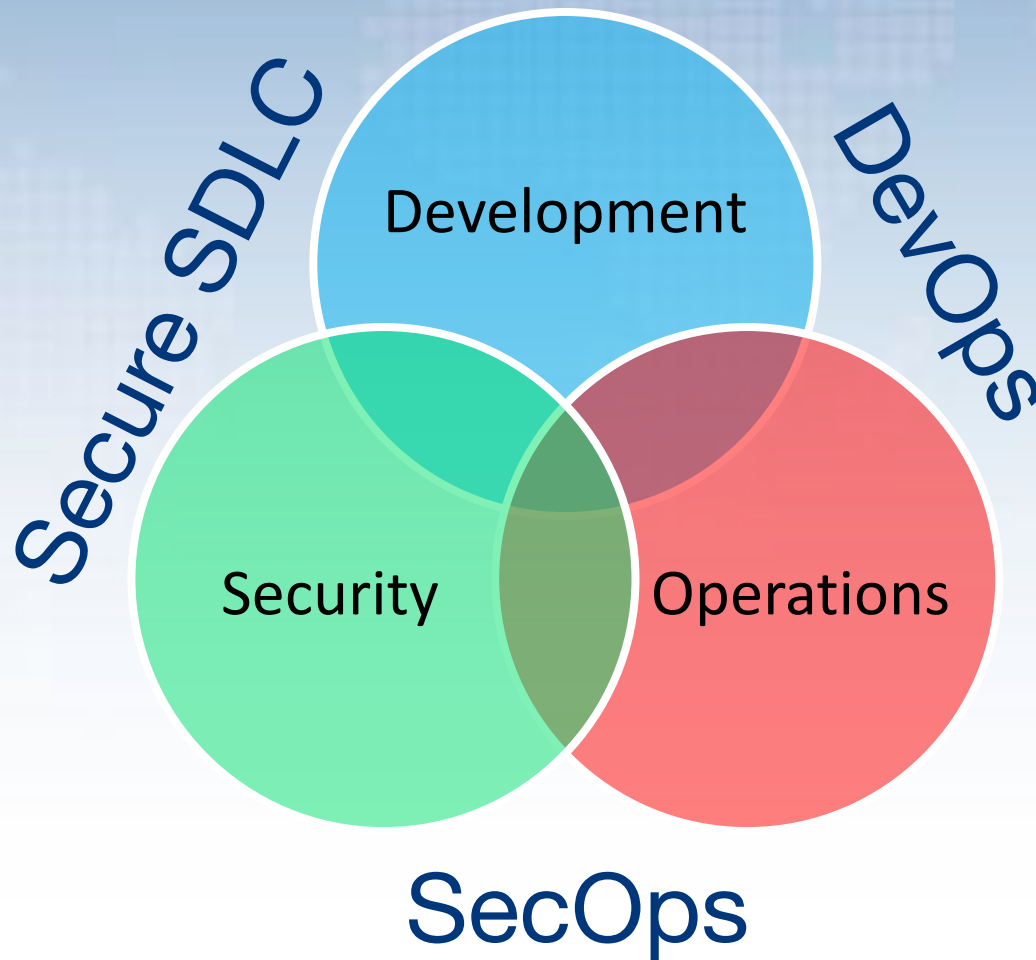 Secure SDLC
DevOps
Development
Security
Operations
SecOps